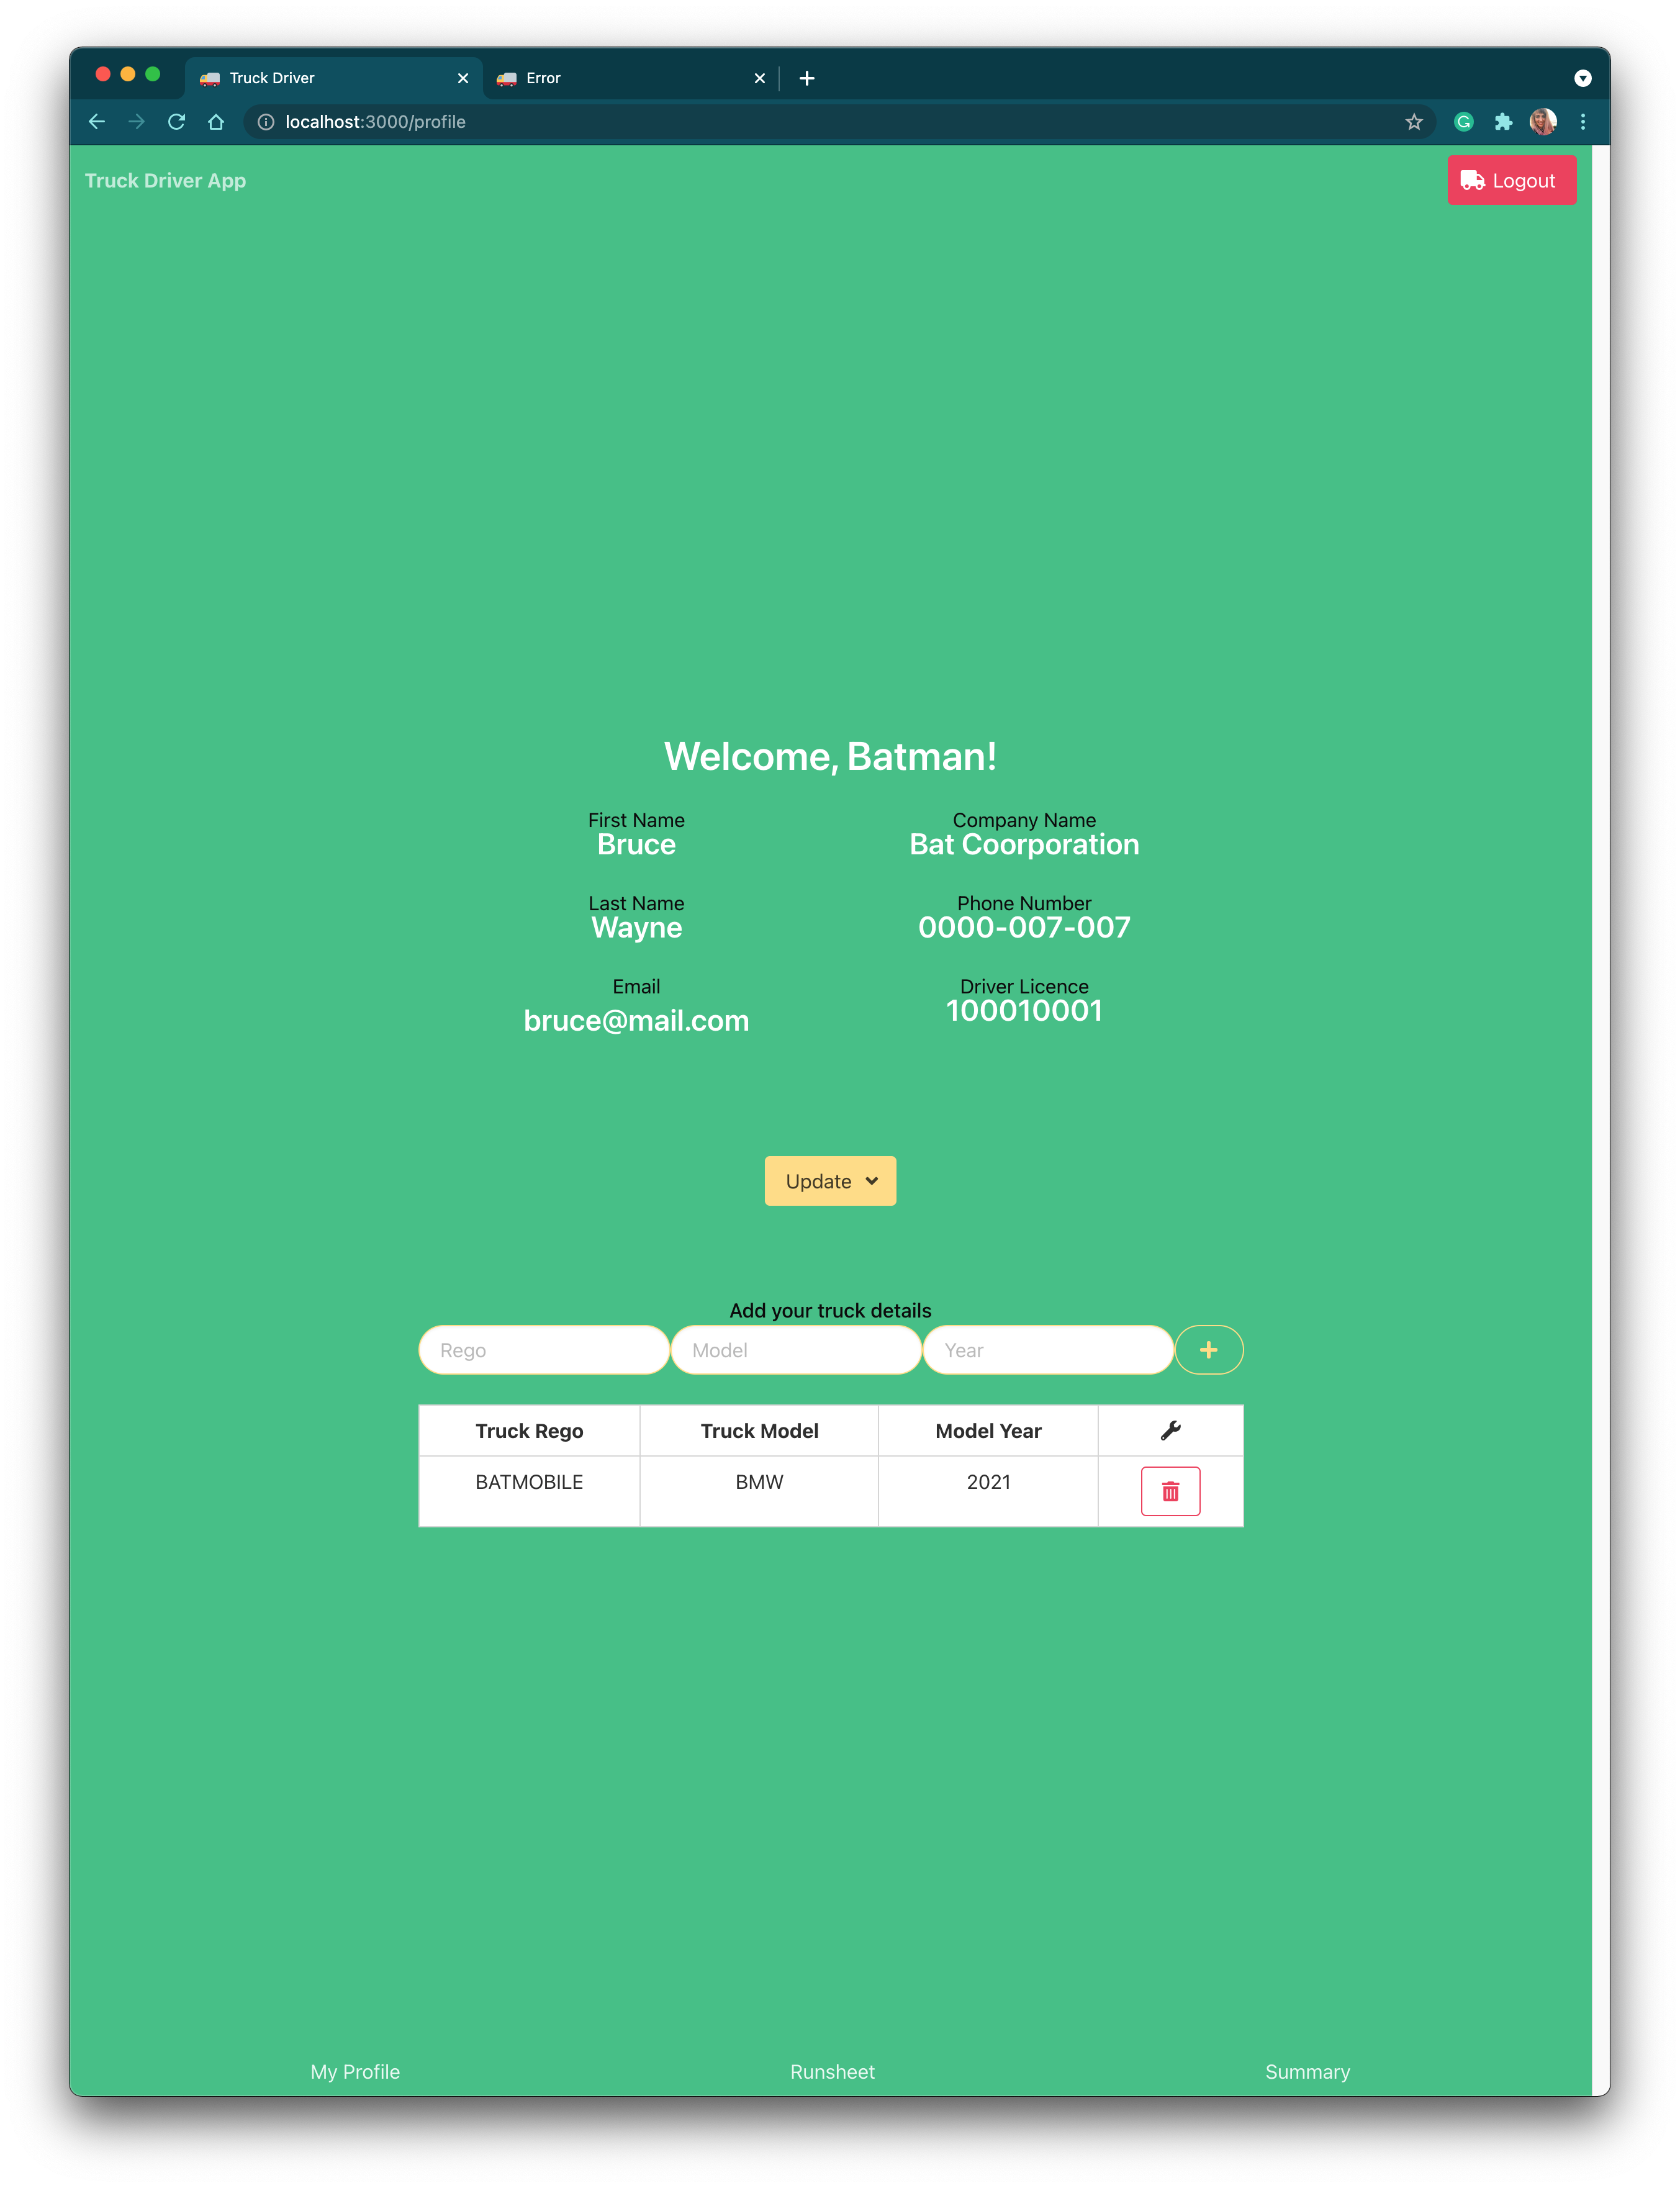 Truck Driver
Error
localhost:3000/profile
Truck Driver App
Logout
Welcome, Batman!
First Name
Bruce
Company Name
Bat Coorporation
Last Name
Wayne
Phone Number
0000-007-007
Email
bruce@mail.com
Driver Licence
100010001
Update
Add your truck details
Rego Model Year
Truck Rego Truck Model Model Year
BATMOBILE BMW 2021
My Profile Runsheet Summary